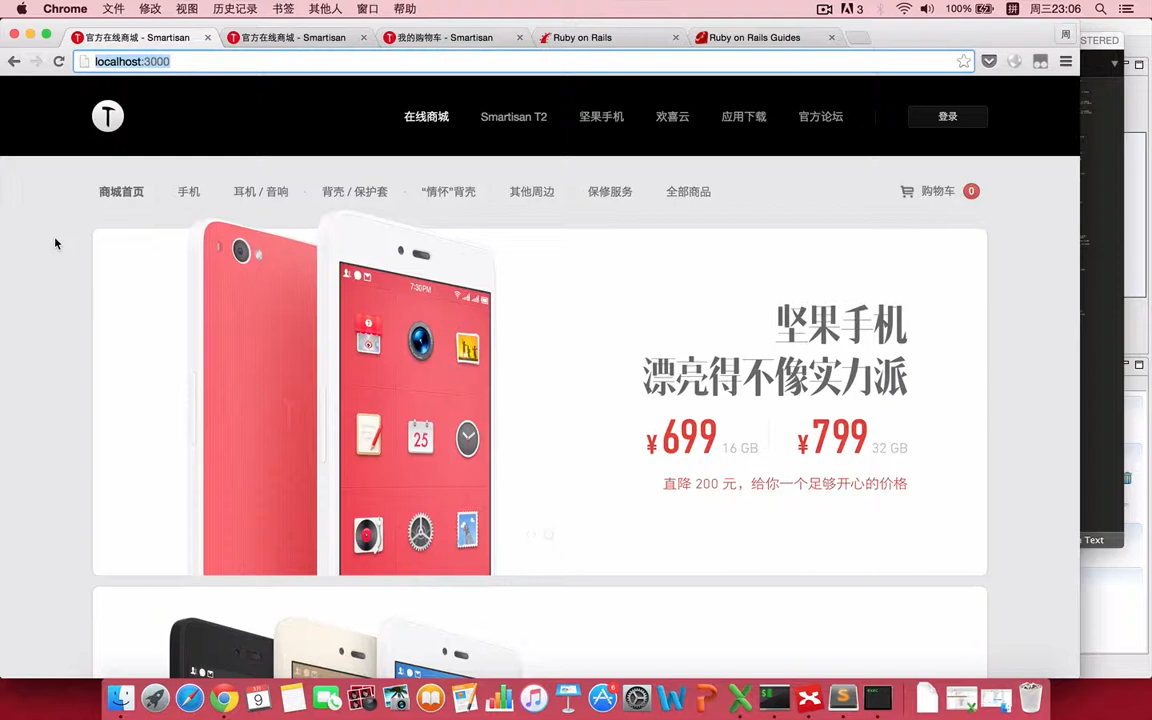 Chrome 文件 修改 视图 历史记录 书签 其他人 窗口 帮助 3 100% 拼 周三23:06
官方在线商城 - Smartisan 官方在线商城 - Smartisan 我的购物车 - Smartisan Ruby on Rails Ruby on Rails Guides 周 STERED
localhost:3000
T 在线商城 Smartisan T2 坚果手机 欢喜云 应用下载 官方论坛 登录
商城首页 手机 耳机 / 音响 背壳 / 保护套 “情怀”背壳 其他周边 保修服务 全部商品 购物车 0
7:30PM
25
坚果手机
漂亮得不像实力派
¥699 16 GB ¥799 32 GB
直降 200 元，给你一个足够开心的价格
Text
9